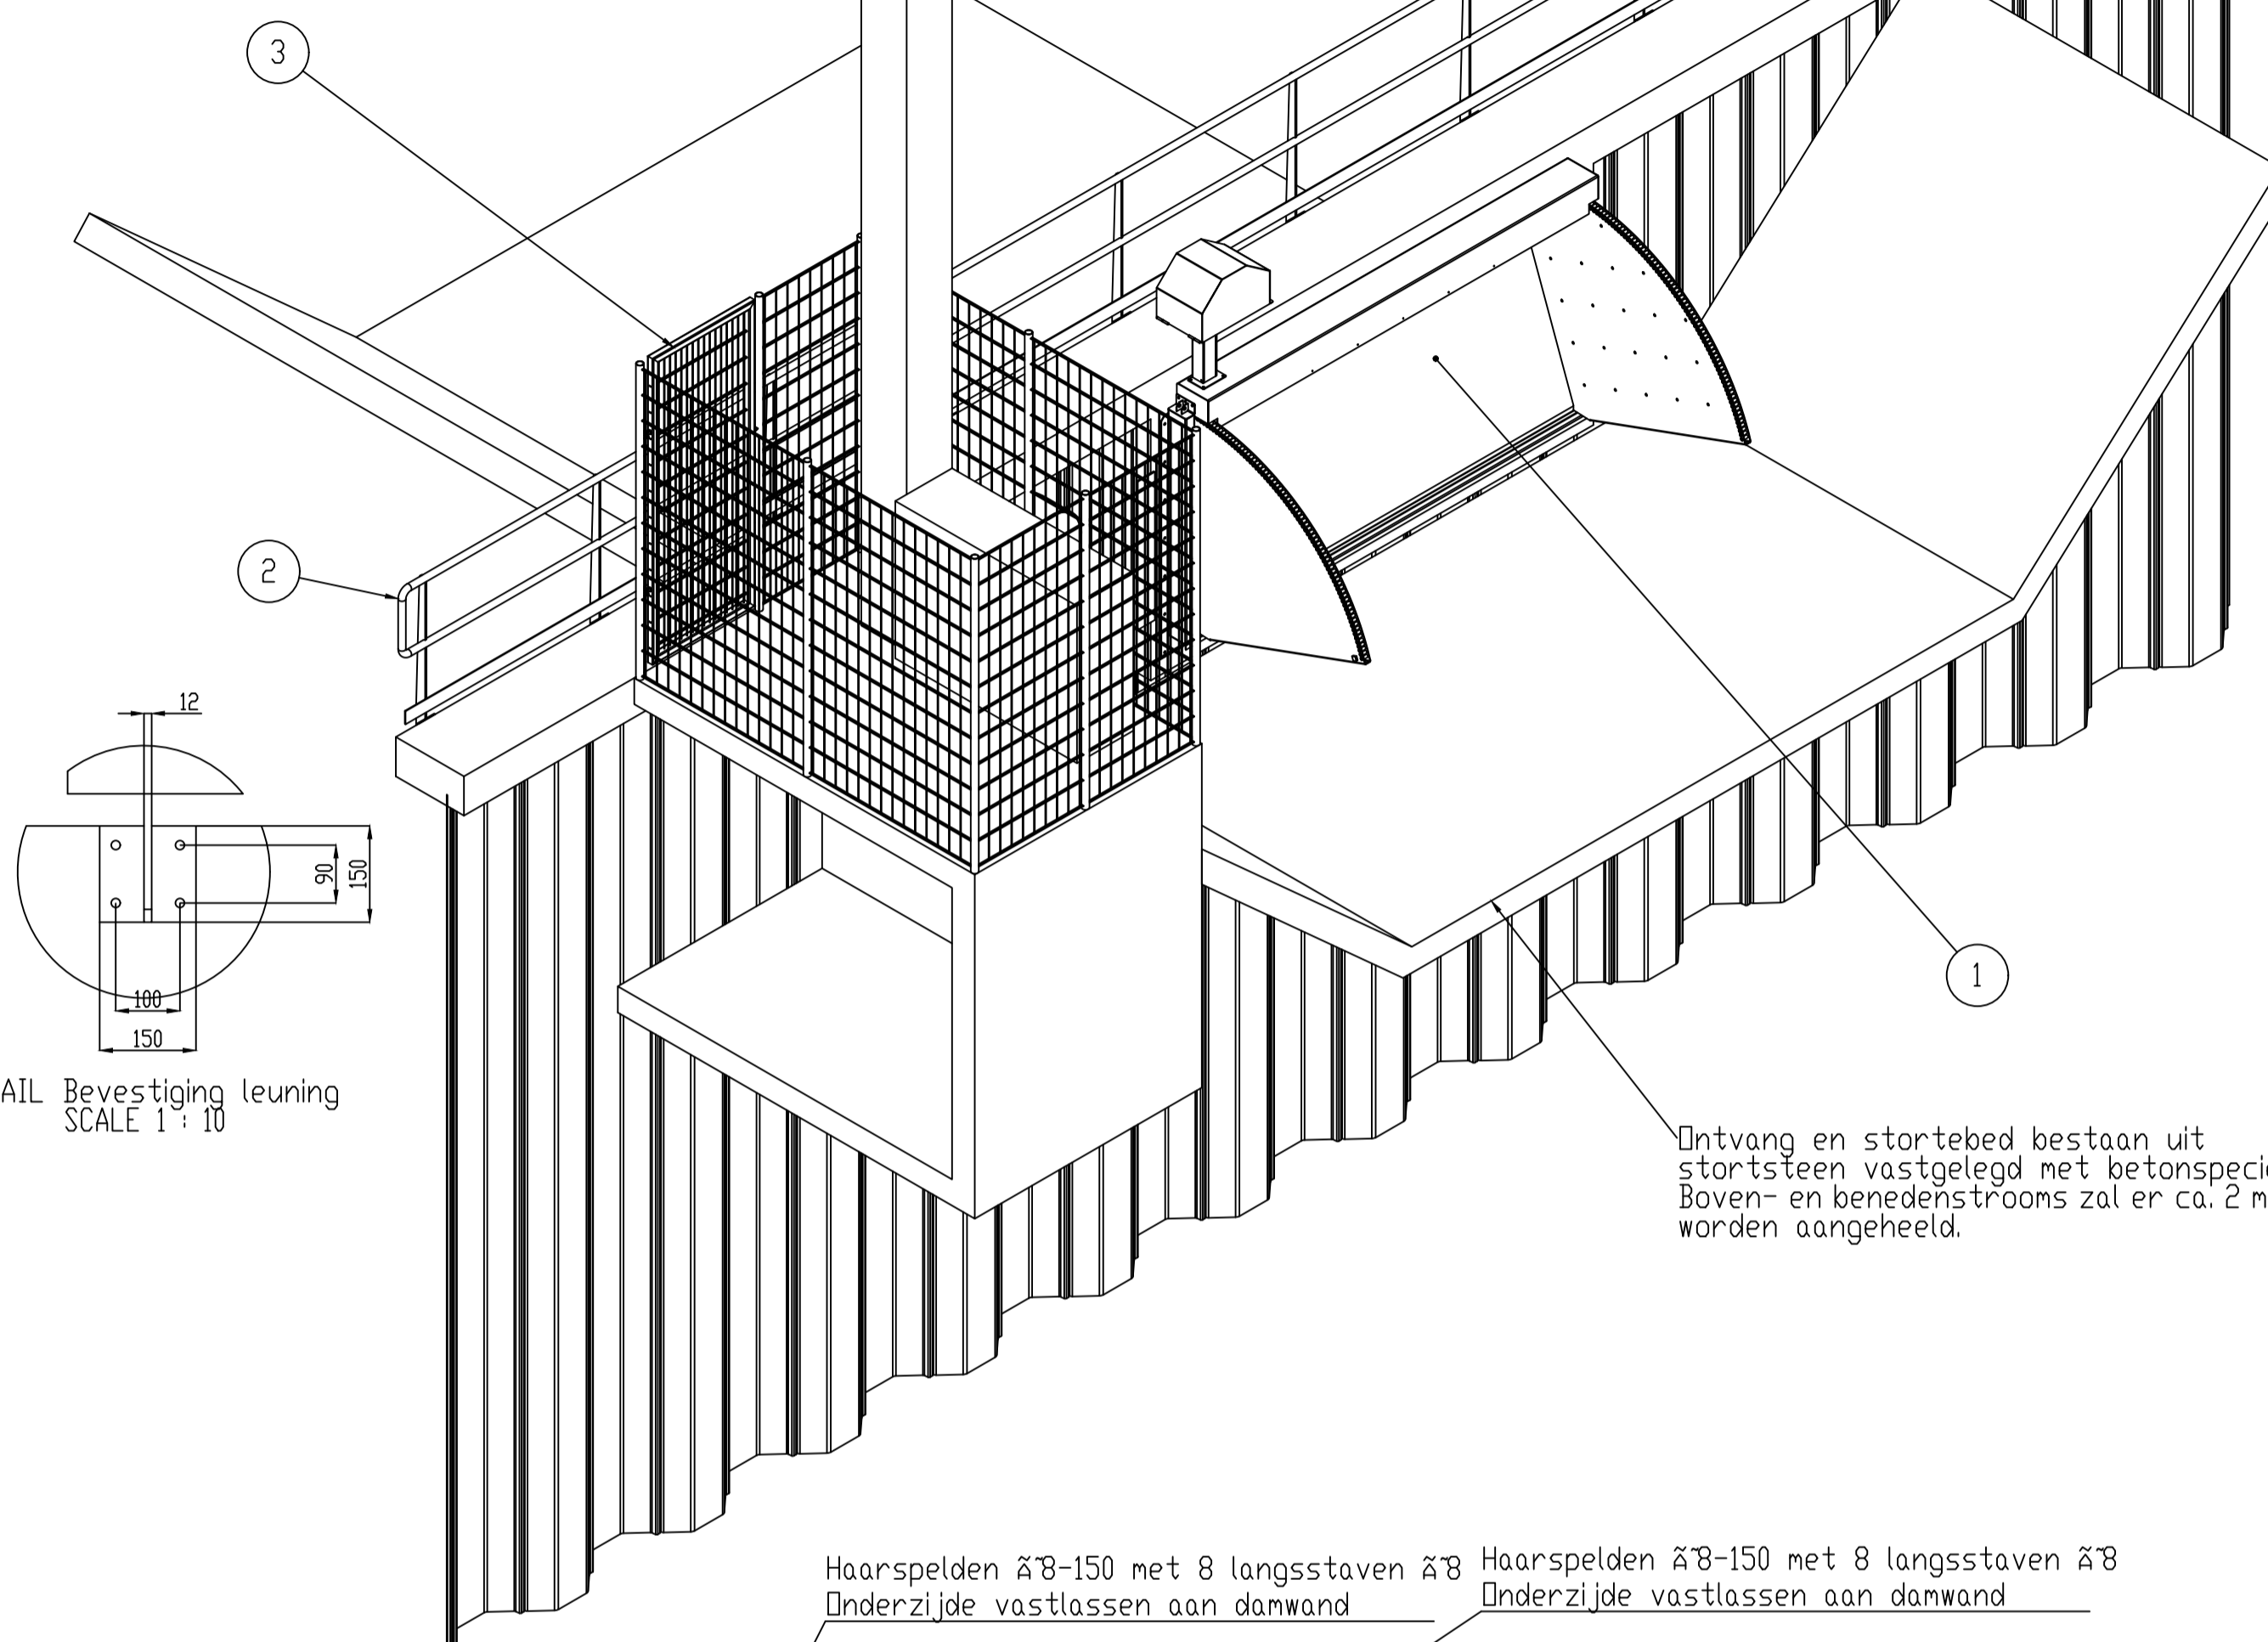 3
2
12
90
150
100
150
AIL Bevestiging leuning
SCALE 1 : 10
1
Ontvang en stortebed bestaan uit
stortsteen vastgelegd met betonspecie
Boven- en benedenstrooms zal er ca. 2 m
worden aangeheeld.
Haarspelden ã˜8-150 met 8 langsstaven ã˜8
Onderzijde vastlassen aan damwand
Haarspelden ã˜8-150 met 8 langsstaven ã˜8
Onderzijde vastlassen aan damwand